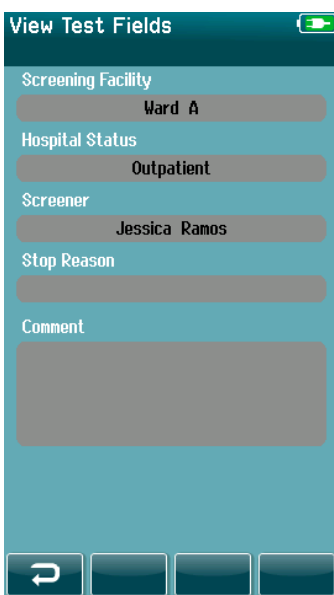 View Test Fields
Screening Facility
Ward A
Hospital Status
Outpatient
Screener
Jessica Ramos
Stop Reason
Comment